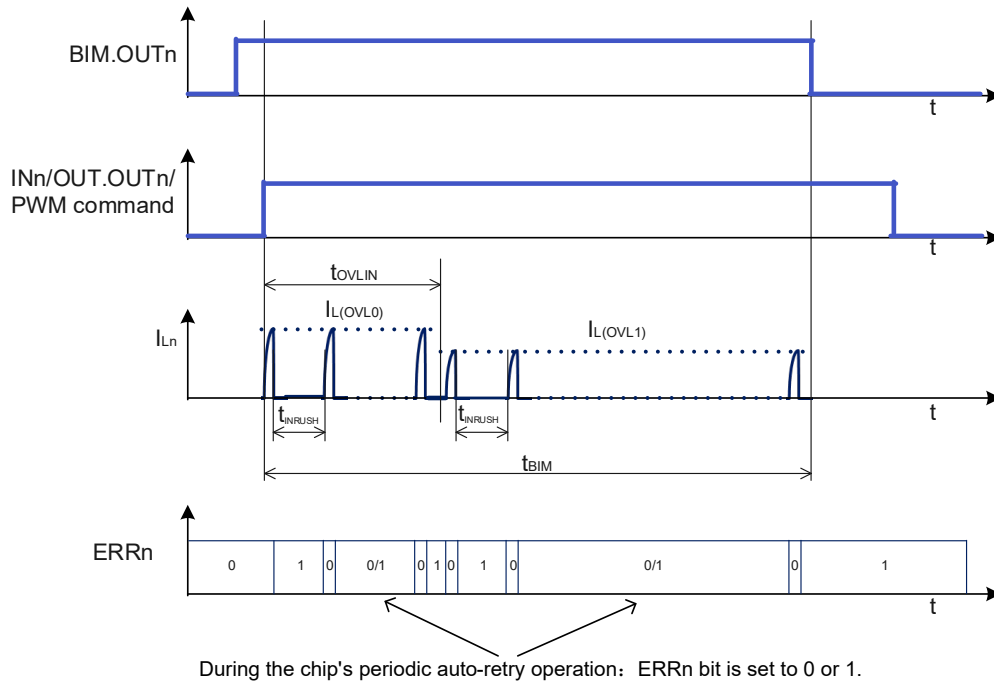 BIM.OUTn
t
INn/OUT.OUTn/
PWM command
t
tOVLIN
IL(OVL0)
IL(OVL1)
ILn
tINRUSH
tINRUSH
t
tBIM
ERRn
0 1 0 0/1 0 1 0 1 0 0/1 0 1
t
During the chip's periodic auto-retry operation：ERRn bit is set to 0 or 1.